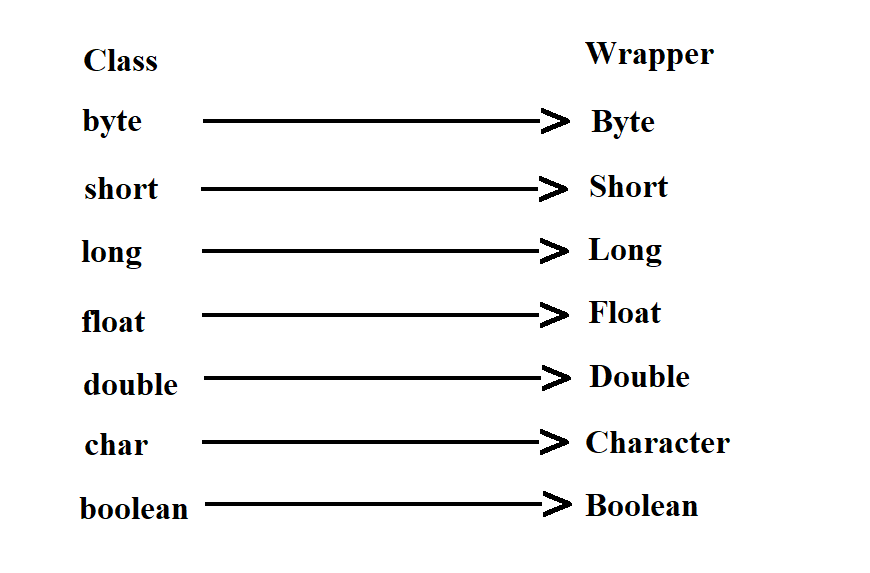 Class Wrapper
byte Byte
short Short
long Long
float Float
double Double
char Character
boolean Boolean